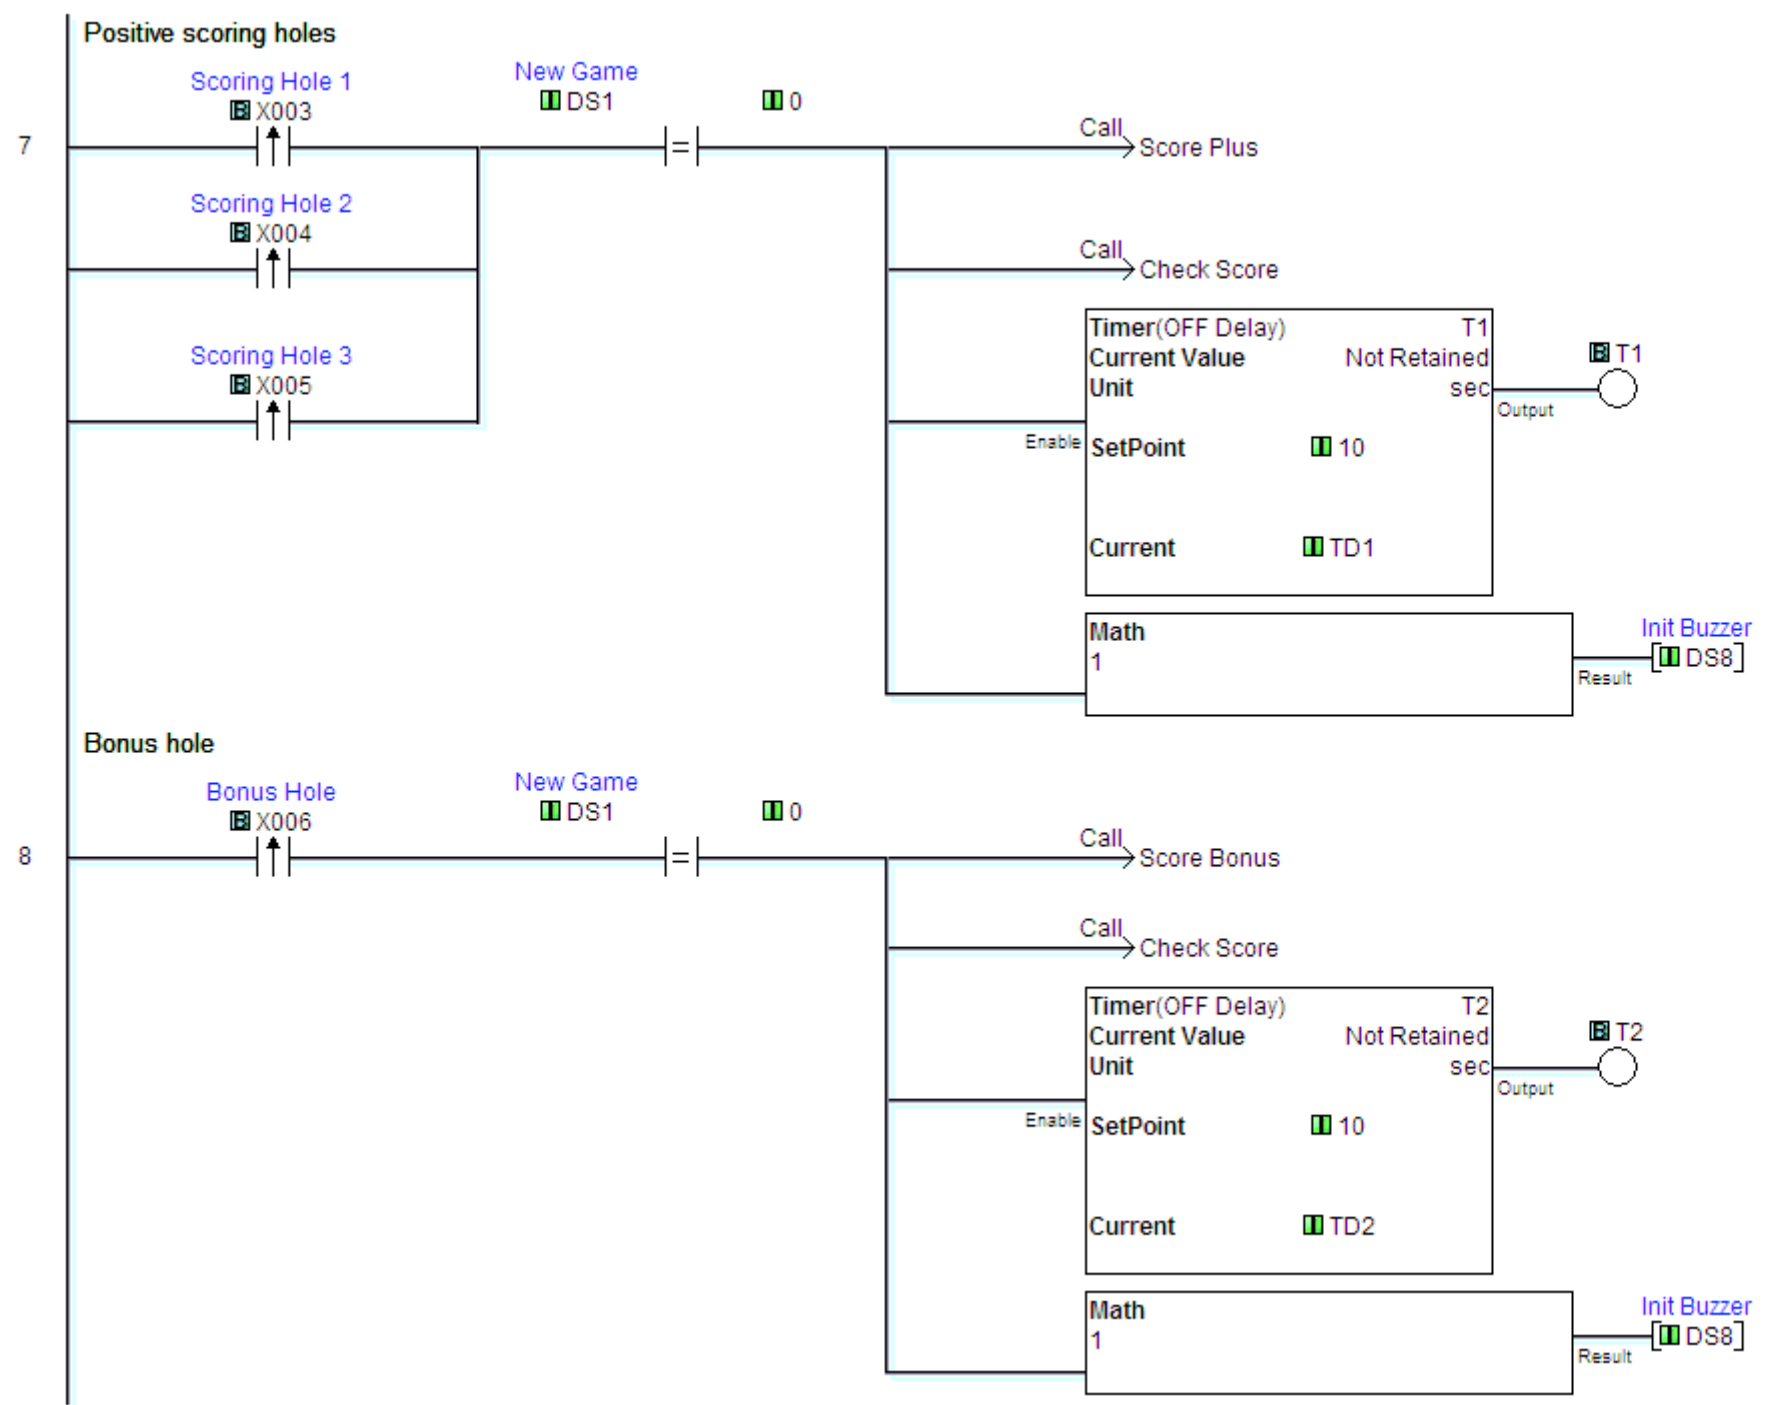 Positive scoring holes
Scoring Hole 1
X003
New Game
DS1
0
7
Call
Score Plus
Scoring Hole 2
X004
Call
Check Score
Scoring Hole 3
X005
Timer(OFF Delay) T1
Current Value Not Retained
Unit sec
Enable
SetPoint 10
Current TD1
T1
Output
=
Math
1
Init Buzzer
DS8
Result
Bonus hole
Bonus Hole
X006
New Game
DS1
0
8
=
Call
Score Bonus
Call
Check Score
Timer(OFF Delay) T2
Current Value Not Retained
Unit sec
Enable
SetPoint 10
Current TD2
T2
Output
Math
1
Init Buzzer
DS8
Result